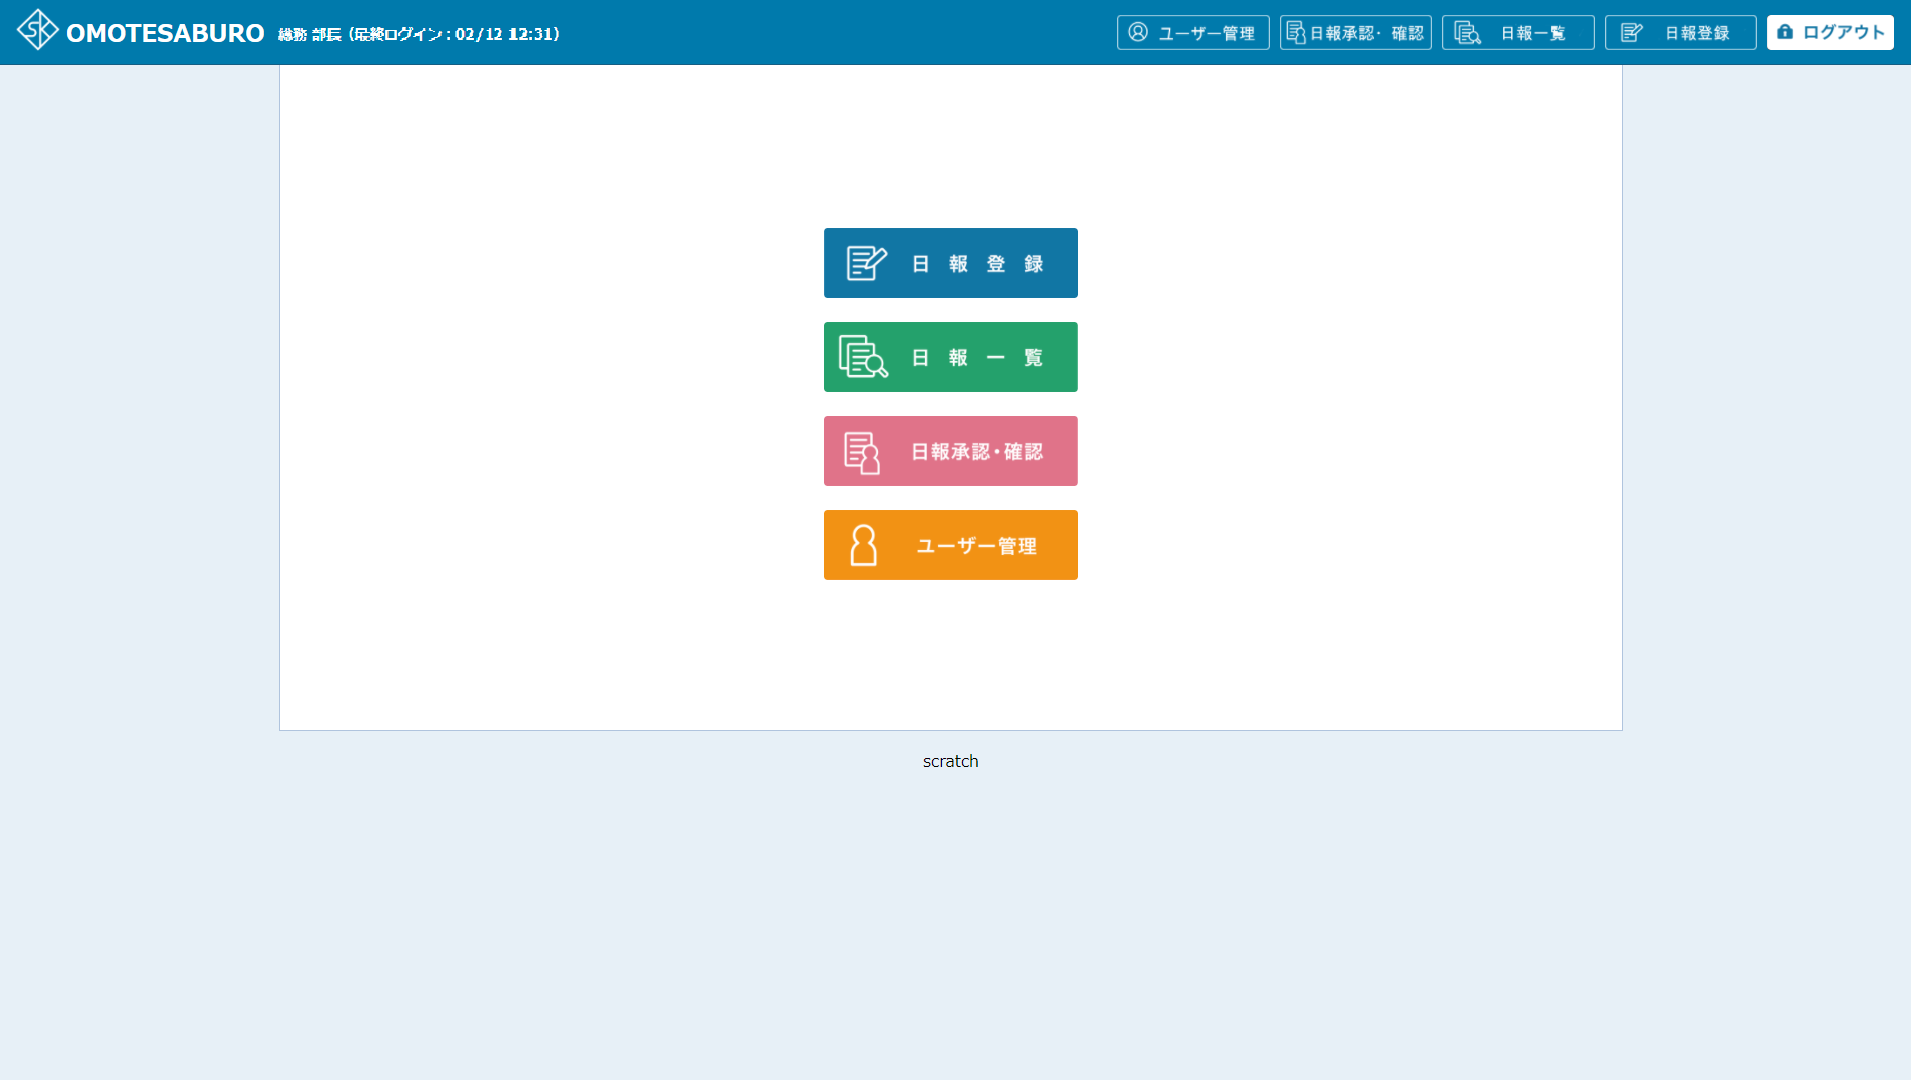 OMOTESABURO 総務 部長 (最終ログイン : 02/12 12:31)
ユーザー管理
日報承認・確認
日報一覧
日報登録
ログアウト
日 報 登 録
日 報 一 覧
日報承認・確認
ユーザー管理
scratch